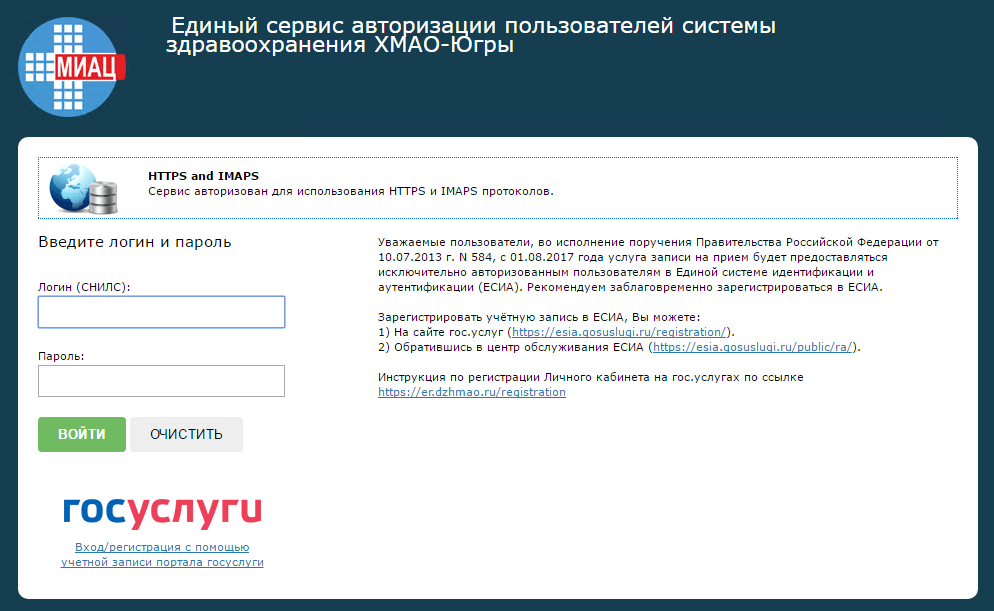 Единый сервис авторизации пользователей системы
здравоохранения ХМАО-Югры
МИАЦ
HTTPS and IMAPS
Сервис авторизован для использования HTTPS и IMAPS протоколов.
Введите логин и пароль
Логин (СНИЛС):
Пароль:
ВОЙТИ
ОЧИСТИТЬ
госуслуги
Вход/регистрация с помощью
учетной записи портала госуслуги
Уважаемые пользователи, во исполнение поручения Правительства Российской Федерации от
10.07.2013 г. N 584, с 01.08.2017 года услуга записи на прием будет предоставляться
исключительно авторизованным пользователям в Единой системе идентификации и
аутентификации (ЕСИА). Рекомендуем заблаговременно зарегистрироваться в ЕСИА.
Зарегистрировать учётную запись в ЕСИА, Вы можете:
1) На сайте гос.услуг (https://esia.gosuslugi.ru/registration/).
2) Обратившись в центр обслуживания ЕСИА (https://esia.gosuslugi.ru/public/ra/).
Инструкция по регистрации Личного кабинета на гос.услугах по ссылке
https://er.dzhmao.ru/registration